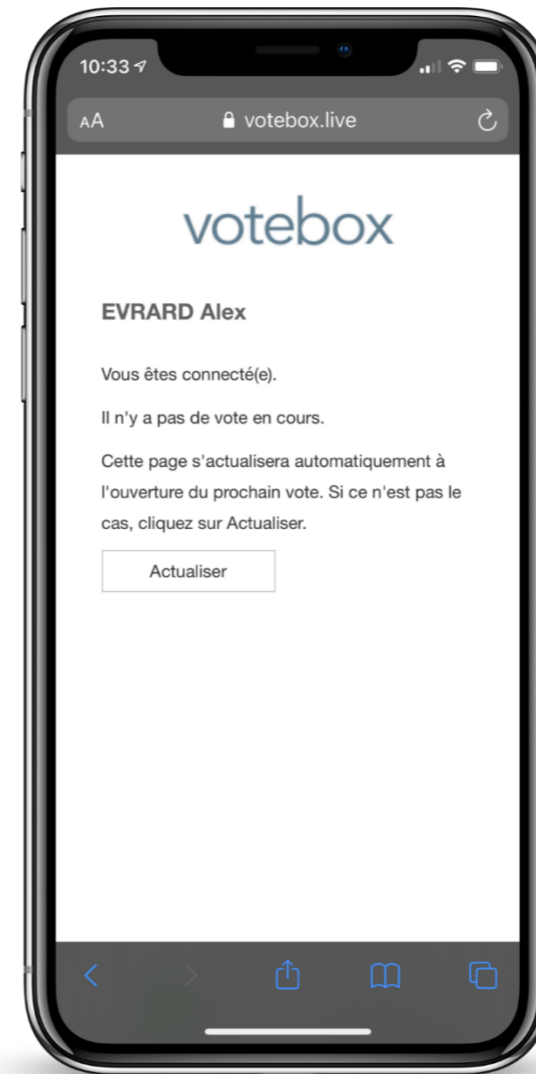 10:33
AA votebox.live
votebox
EVRARD Alex
Vous êtes connecté(e).
Il n'y a pas de vote en cours.
Cette page s'actualisera automatiquement à
l'ouverture du prochain vote. Si ce n'est pas le
cas, cliquez sur Actualiser.
Actualiser